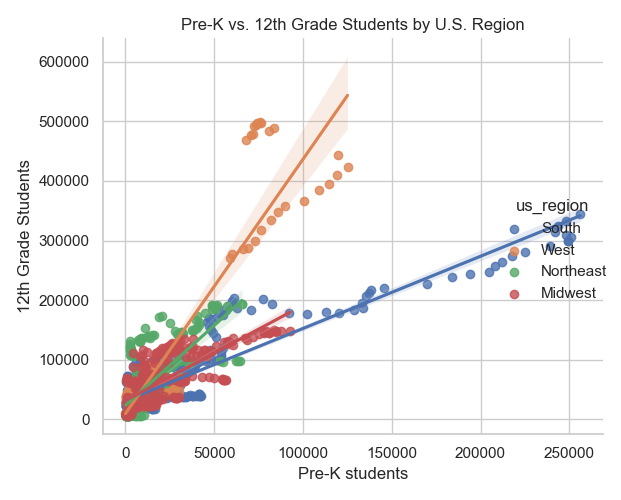 Pre-K vs. 12th Grade Students by U.S. Region
600000
500000
400000
300000
200000
100000
0
12th Grade Students
us_region
South
West
Northeast
Midwest
0
50000
100000
150000
200000
250000
Pre-K students